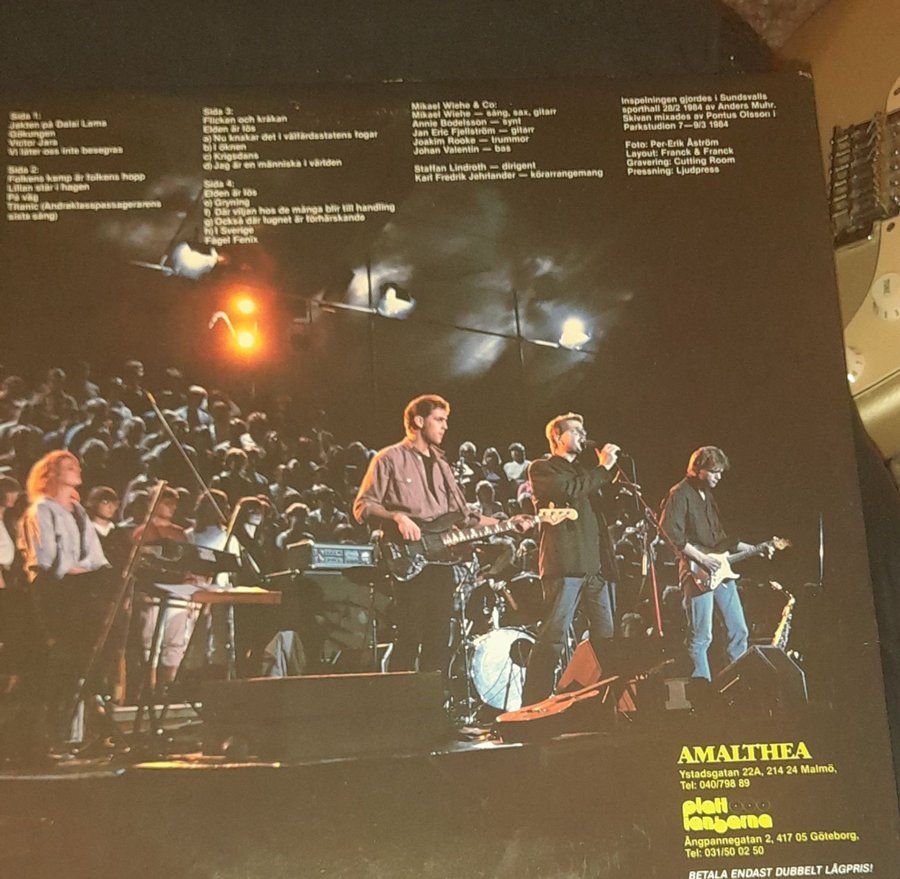 Sida 1:
Jakten på Dalai Lama
Gökungen
Victor Jara
Vi låter oss inte besegras
Sida 2:
Folkens kamp är folkens hopp
Lillan står i hagen
På väg
Titanic (Andraklasspassagerarens
sista sång)
Sida 3:
Flickan och kråkan
Elden är lös
a) Nu knakar det i välfärdsstatens fogar
b) I öknen
c) Krigsdans
d) Jag är en människa i världen
Sida 4:
Elden är lös
e) Gryning
f) Där viljan hos de många blir till handling
g) Också där lugnet är förhärskande
h) I Sverige
Fågel Fenix
Mikael Wiehe & Co:
Mikael Wiehe — sång, sax, gitarr
Annie Bodelsson — synt
Jan Eric Fjellström — gitarr
Joakim Rooke — trummor
Johan Valentin — bas
Staffan Lindroth — dirigent
Karl Fredrik Jehrlander — körarrangemang
Inspelningen gjordes i Sundsvalls
sporthall 28/2 1984 av Anders Muhr.
Skivan mixades av Pontus Olsson i
Parkstudion 7—9/3 1984
Foto: Per-Erik Åström
Layout: Franck & Franck
Gravering: Cutting Room
Pressning: Ljudpress
AMALTHEA
Ystadsgatan 22A, 214 24 Malmö,
Tel: 040/798 89
platt
langarna
Ångpannegatan 2, 417 05 Göteborg,
Tel: 031/50 02 50
BETALA ENDAST DUBBELT LÅGPRIS!